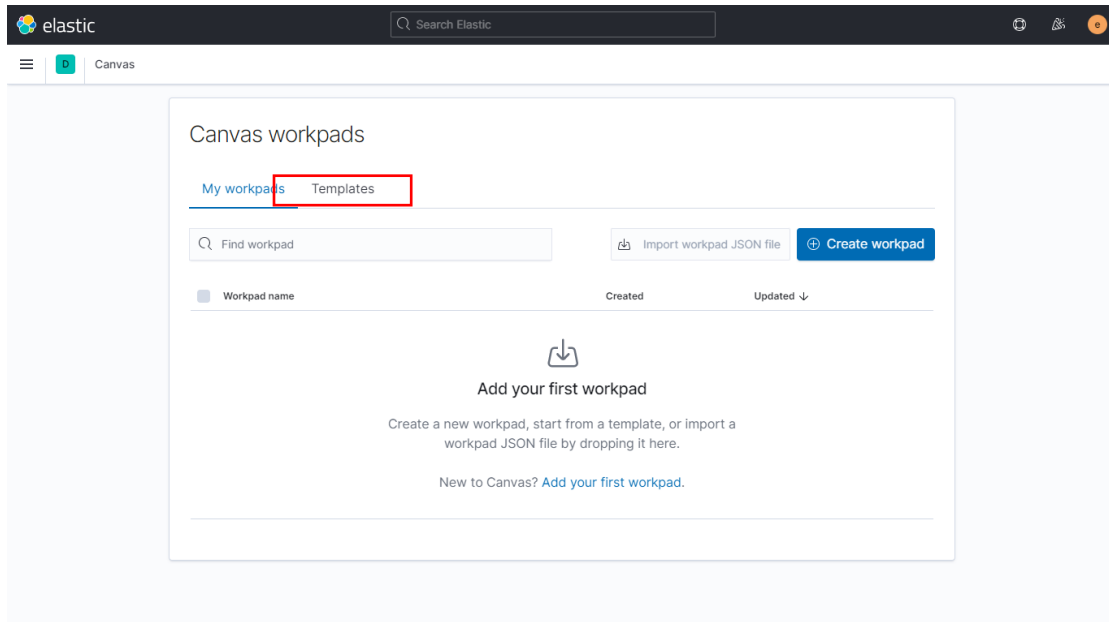 elastic
Search Elastic
e
D
Canvas
Canvas workpads
My workpads Templates
Find workpad
Import workpad JSON file
Create workpad
Workpad name Created Updated
Add your first workpad
Create a new workpad, start from a template, or import a
workpad JSON file by dropping it here.
New to Canvas? Add your first workpad.